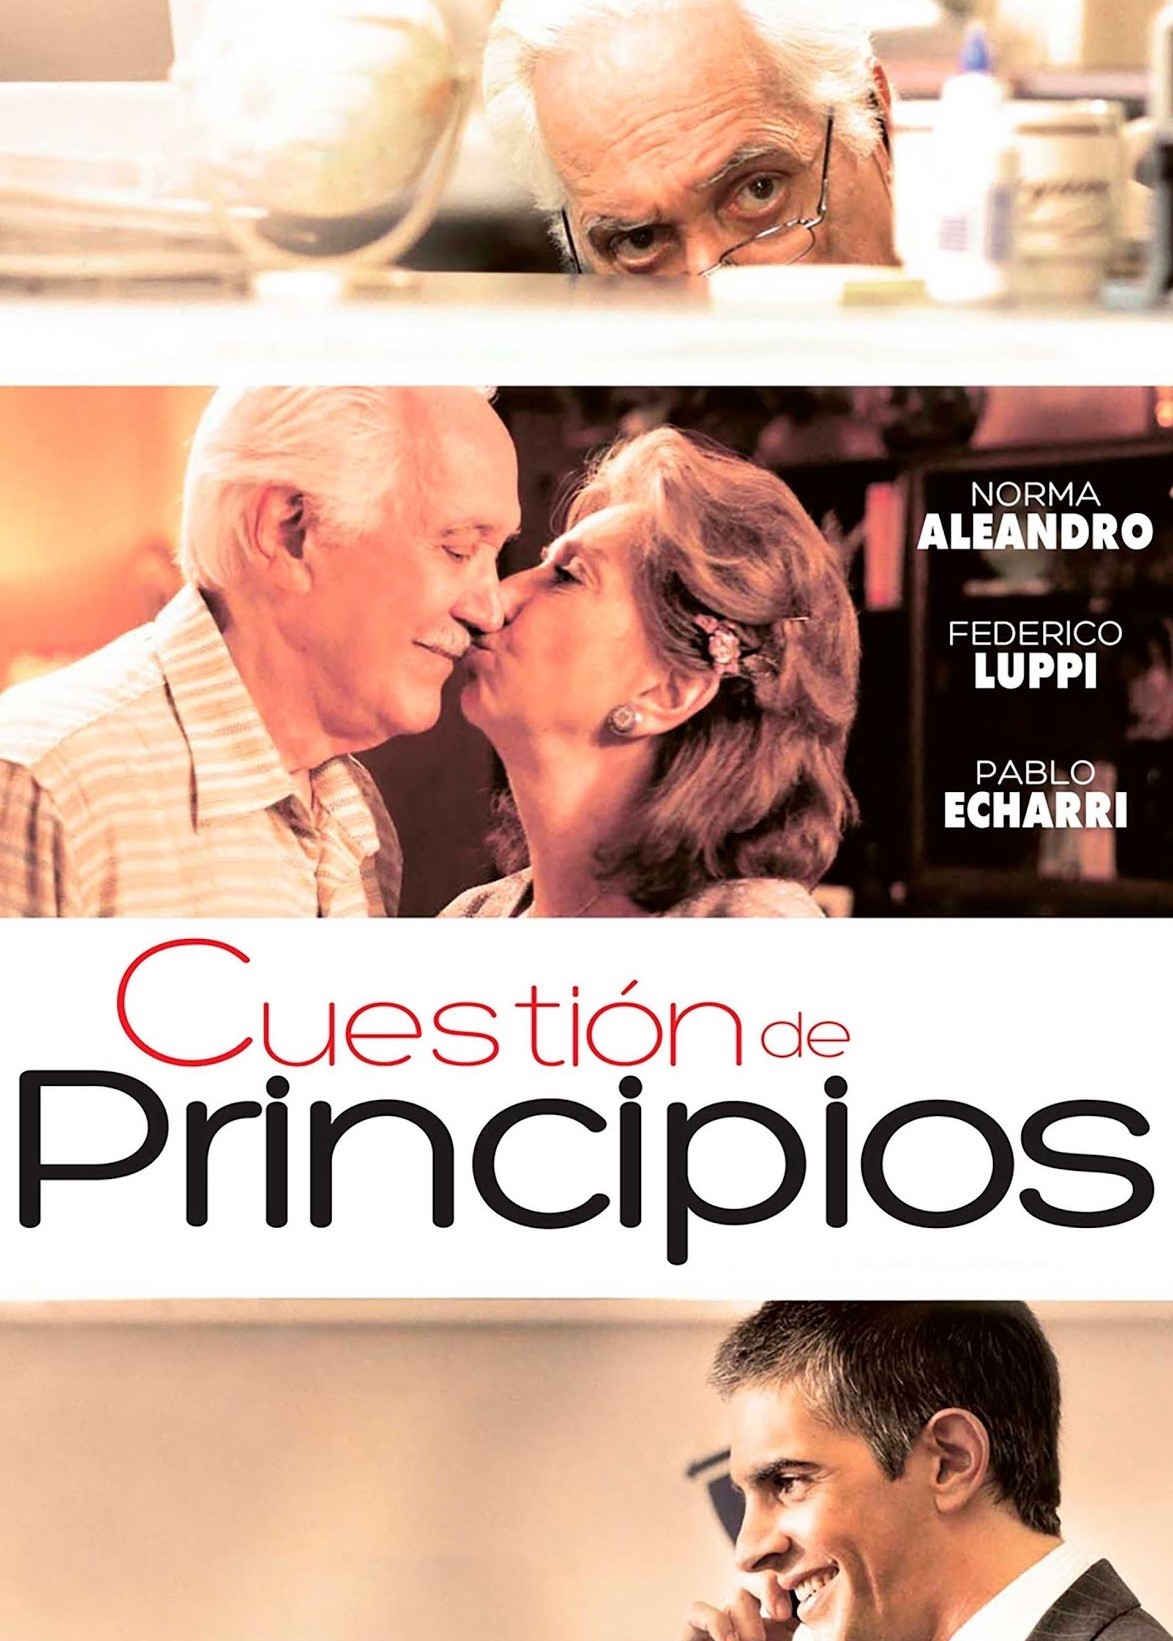 NORMA
ALEANDRO
FEDERICO
LUPPI
PABLO
ECHARRI
Cuestión de
Principios